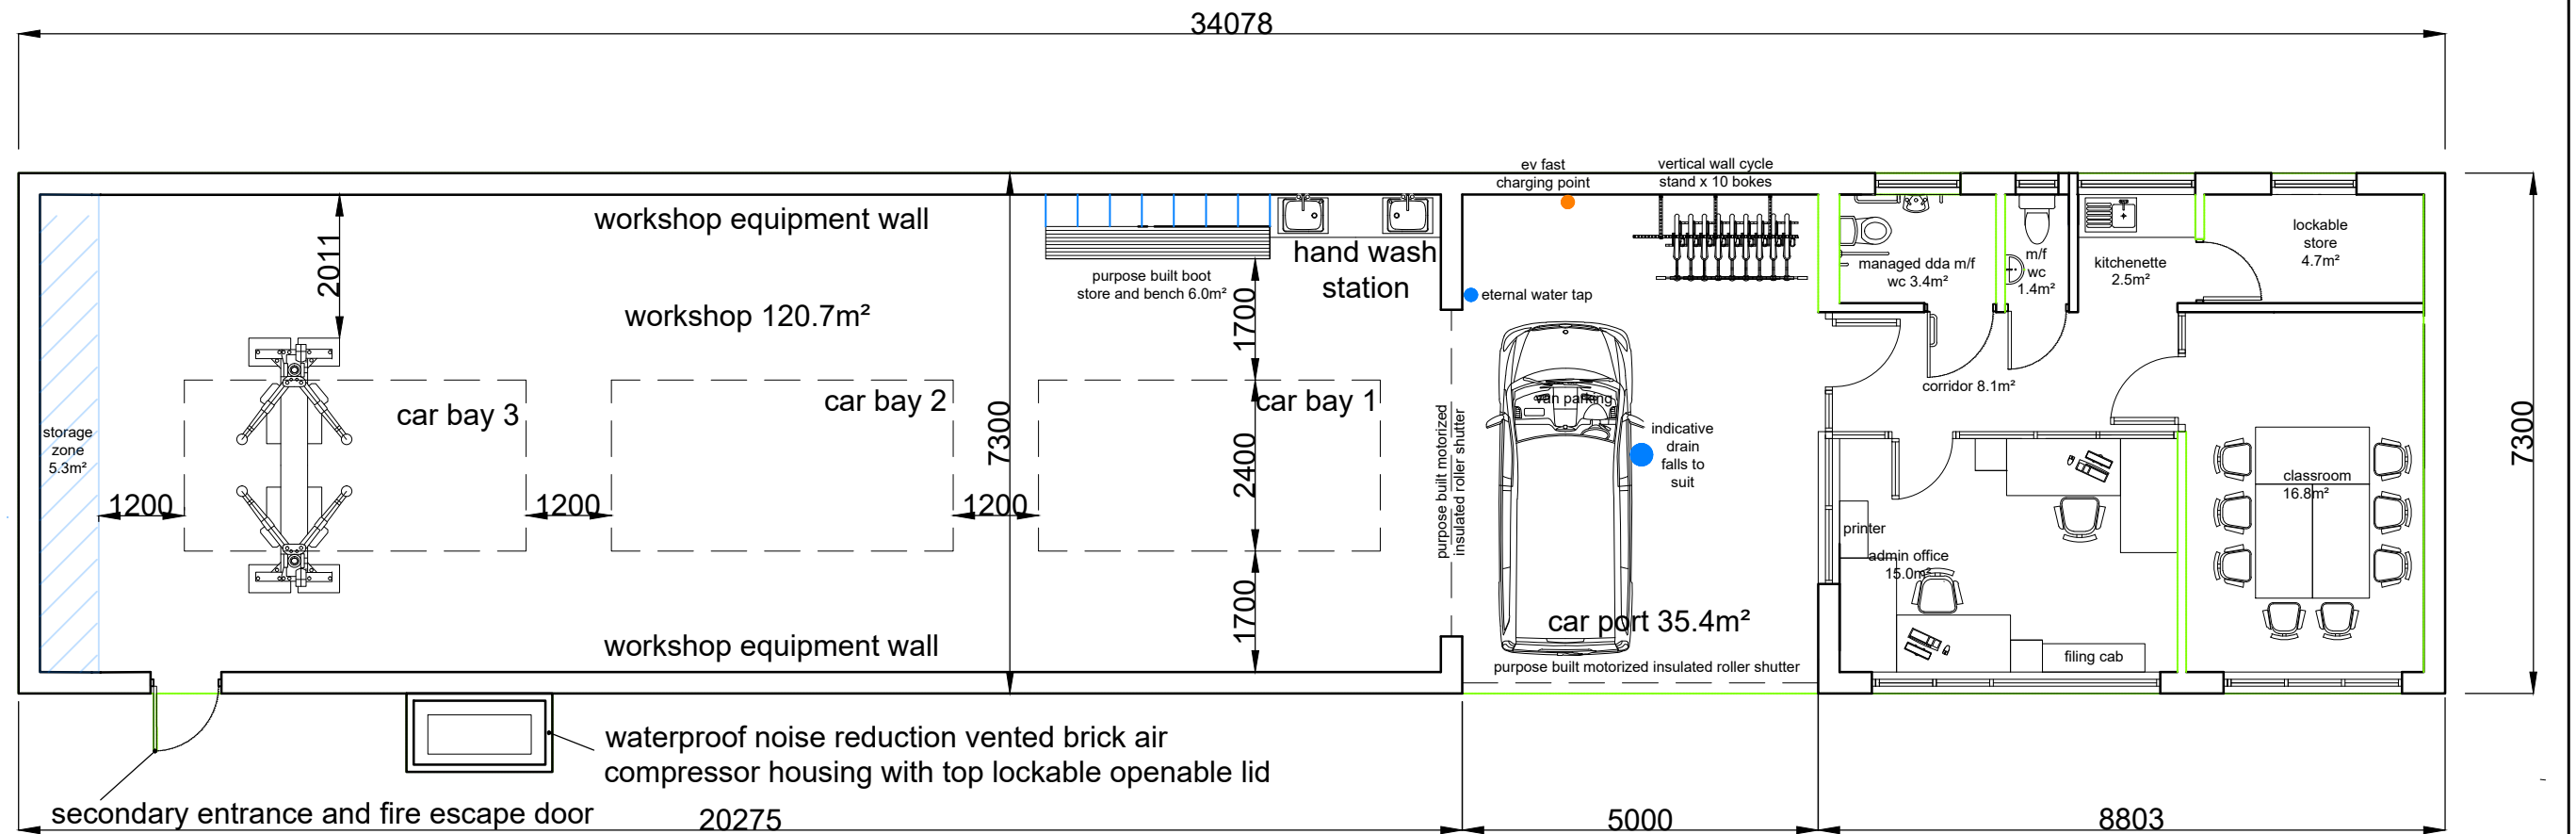 34078
ev fast
charging point
vertical wall cycle
stand x 10 bokes
workshop equipment wall
2011
hand wash
station
purpose built boot
store and bench 6.0m²
1700
eternal water tap
managed dda m/f
wc 3.4m²
m/f
wc
1.4m²
kitchenette
2.5m²
lockable
store
4.7m²
workshop 120.7m²
car bay 3
car bay 2
car bay 1
7300
2400
purpose built motorized
insulated roller shutter
van parking
indicative
drain
falls to
suit
corridor 8.1m²
7300
storage
zone
5.3m²
1200
1200
1200
classroom
16.8m²
printer
admin office
15.0m²
1700
car port 35.4m²
workshop equipment wall
purpose built motorized insulated roller shutter
filing cab
waterproof noise reduction vented brick air
compressor housing with top lockable openable lid
secondary entrance and fire escape door
20275
5000
8803